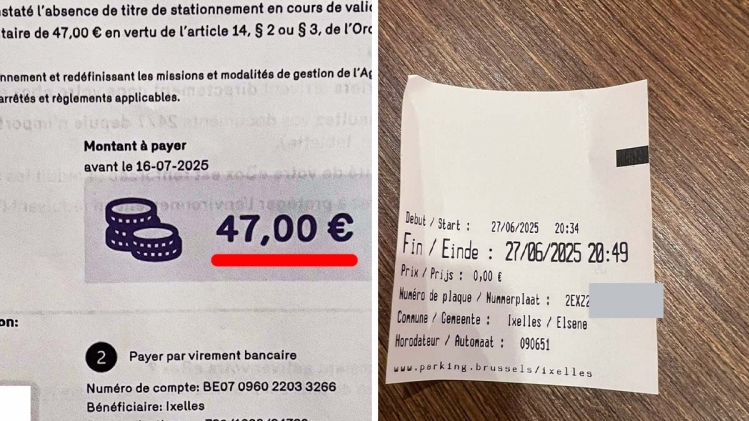 staté l'absence de titre de stationnement en cours de valid
taire de 47,00 € en vertu de l'article 14, § 2 ou § 3, de l'Orc
nnement et redéfinissant les missions et modalités de gestion de l'Ag
arrêtés et règlements applicables.
Montant à payer
avant le 16-07-2025
47,00 €
on:
2 Payer par virement bancaire
Numéro de compte: BE07 0960 2203 3266
Bénéficiaire: Ixelles
Debut / Start : 27/06/2025 20:34
Fin / Einde : 27/06/2025 20:49
Prix / Prijs : 0,00 €
Numéro de plaque / Nummerplaat : 2EX22
Commune / Gemeente : Ixelles / Elsene
Horodateur / Automaat : 090651
www.parking.brussels/ixelles